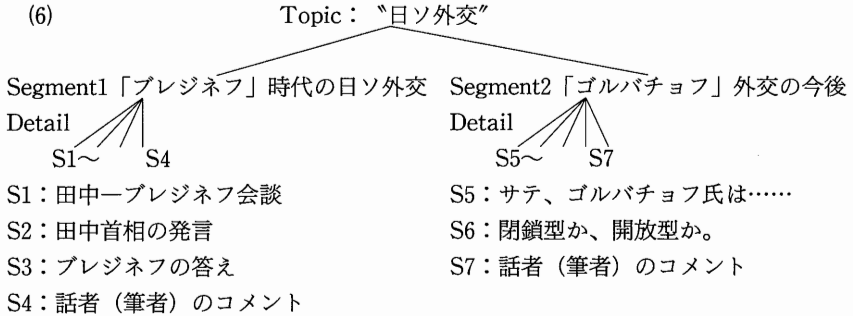 (6) Topic：〝日ソ外交〞
Segment1「ブレジネフ」時代の日ソ外交
Detail
S1～ S4
S1：田中―ブレジネフ会談
S2：田中首相の発言
S3：ブレジネフの答え
S4：話者（筆者）のコメント
Segment2「ゴルバチョフ」外交の今後
Detail
S5～ S7
S5：サテ、ゴルバチョフ氏は……
S6：閉鎖型か、開放型か。
S7：話者（筆者）のコメント